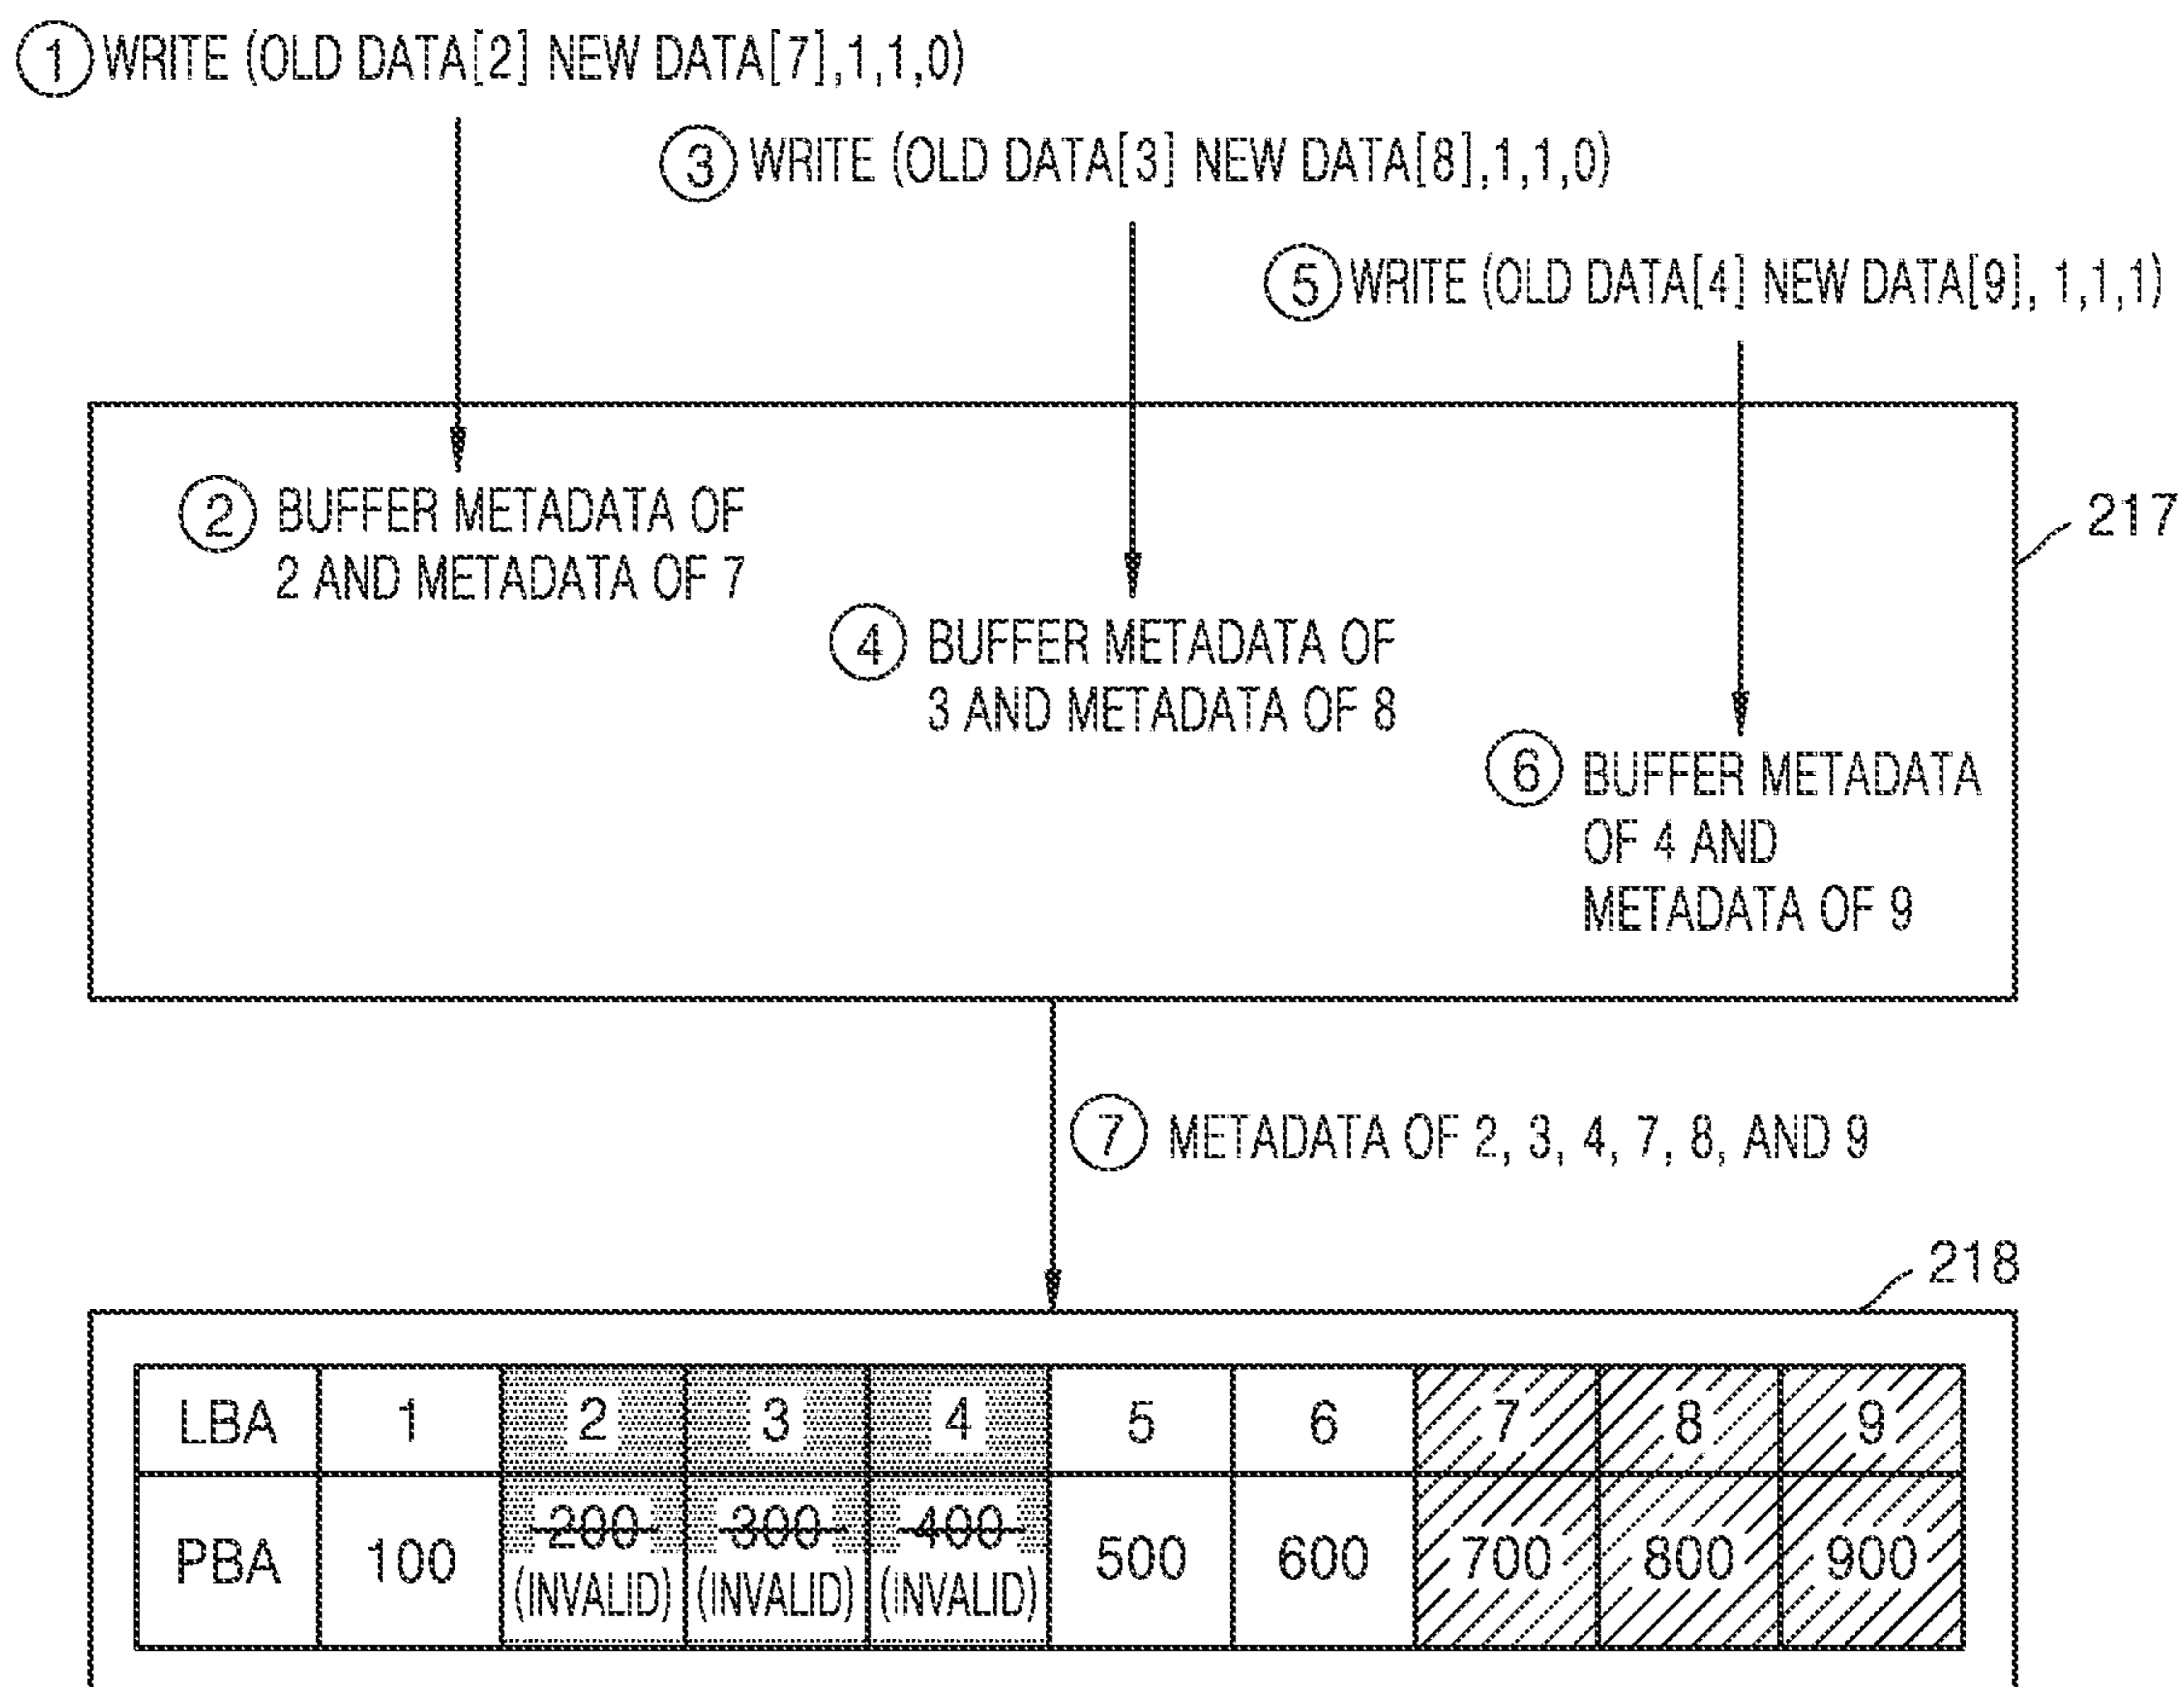 ① WRITE (OLD DATA[2] NEW DATA[7],1,1,0)
③ WRITE (OLD DATA[3] NEW DATA[8],1,1,0)
⑤ WRITE (OLD DATA[4] NEW DATA[9], 1,1,1)
② BUFFER METADATA OF
2 AND METADATA OF 7
217
④ BUFFER METADATA OF
3 AND METADATA OF 8
⑥ BUFFER METADATA
OF 4 AND
METADATA OF 9
⑦ METADATA OF 2, 3, 4, 7, 8, AND 9
218
LBA 1 2 3 4 5 6 7 8 9
PBA 100 200 300 400 500 600 700 800 900
(INVALID) (INVALID) (INVALID)